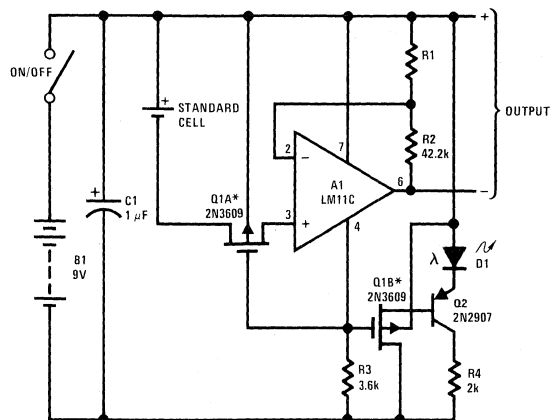 +
R1
ON/OFF
+
STANDARD
CELL
OUTPUT
R2
42.2k
2
7
−
A1
LM11C
6
−
+
C1
1 μF
Q1A*
2N3609
3
+
4
B1
9V
λ
D1
Q1B*
2N3609
Q2
2N2907
R3
3.6k
R4
2k